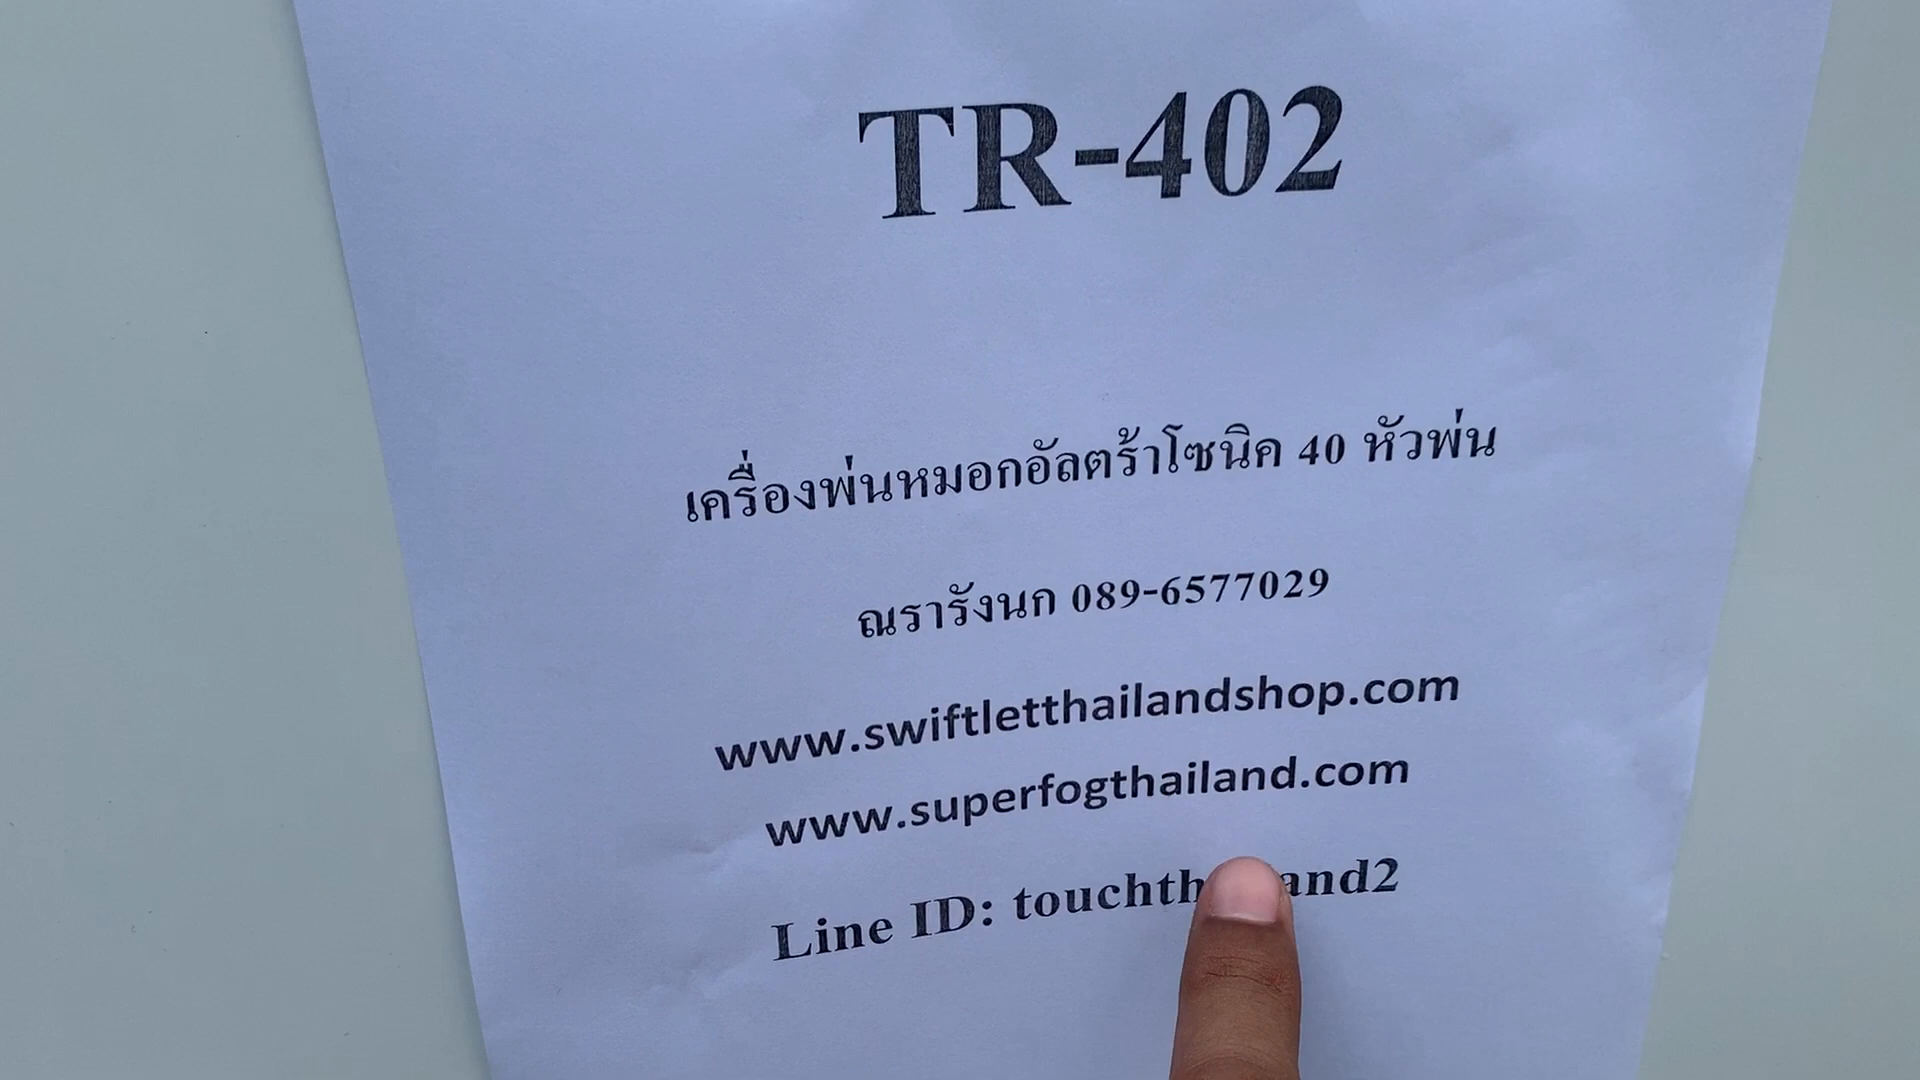 TR-402
เครื่องพ่นหมอกอัลตร้าโซนิค 40 หัวพ่น
ณรารังนก 089-6577029
www.swiftletthailandshop.com
www.superfogthailand.com
Line ID: